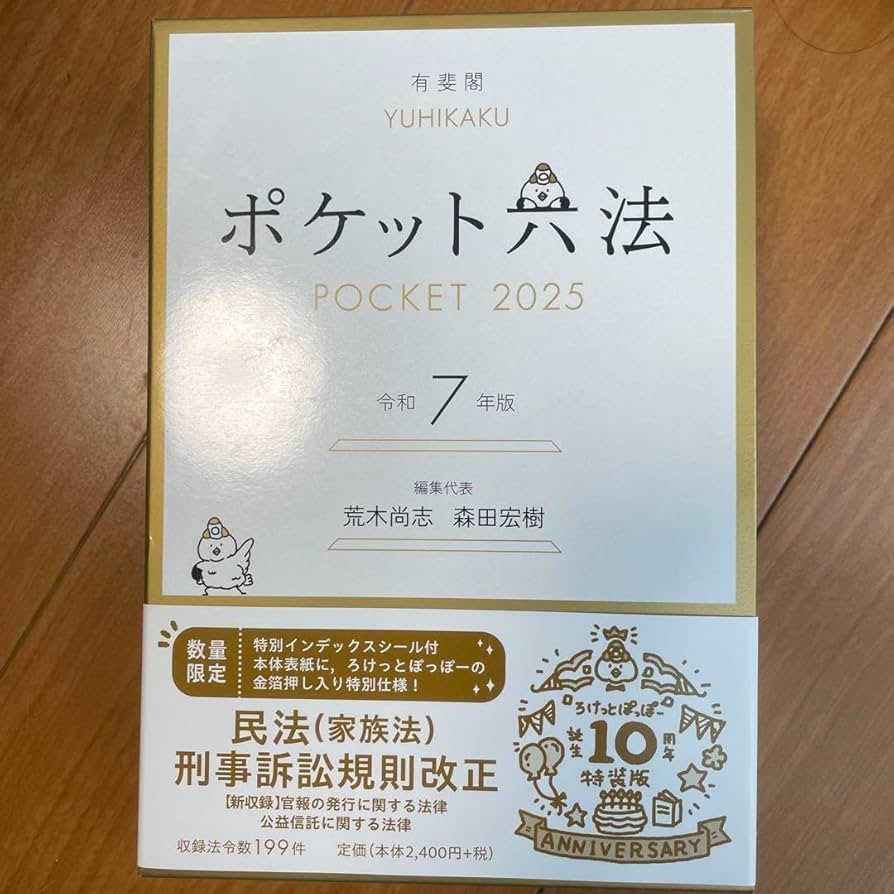 有斐閣
YUHIKAKU
ポケット六法
POCKET 2025
令和7年版
編集代表
荒木尚志 森田宏樹
数量
限定
特別インデックスシール付
本体表紙に，ろけっとぽっぽーの
金箔押し入り特別仕様！
民法（家族法）
刑事訴訟規則改正
【新収録】官報の発行に関する法律
公益信託に関する法律
収録法令数199件 定価（本体2,400円+税）
ろけっとぽっぽー
誕生10周年
特装版
ANNIVERSARY